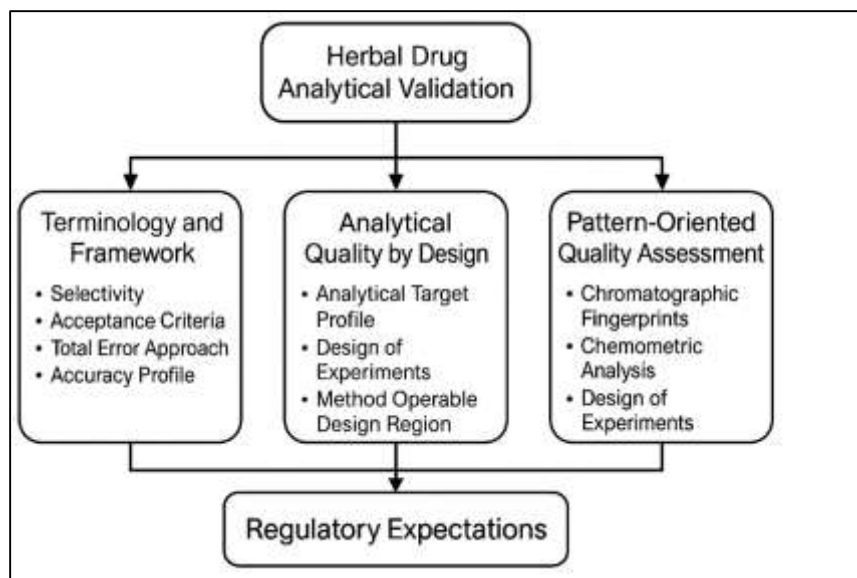 Herbal Drug
Analytical Validation
Terminology and
Framework
• Selectivity
• Acceptance Criteria
• Total Error Approach
• Accuracy Profile
Analytical
Quality by Design
• Analytical Target
Profile
• Design of
Experiments
• Method Operable
Design Region
Pattern-Oriented
Quality Assessment
• Chromatographic
Fingerprints
• Chemometric
Analysis
• Design of
Experiments
Regulatory Expectations